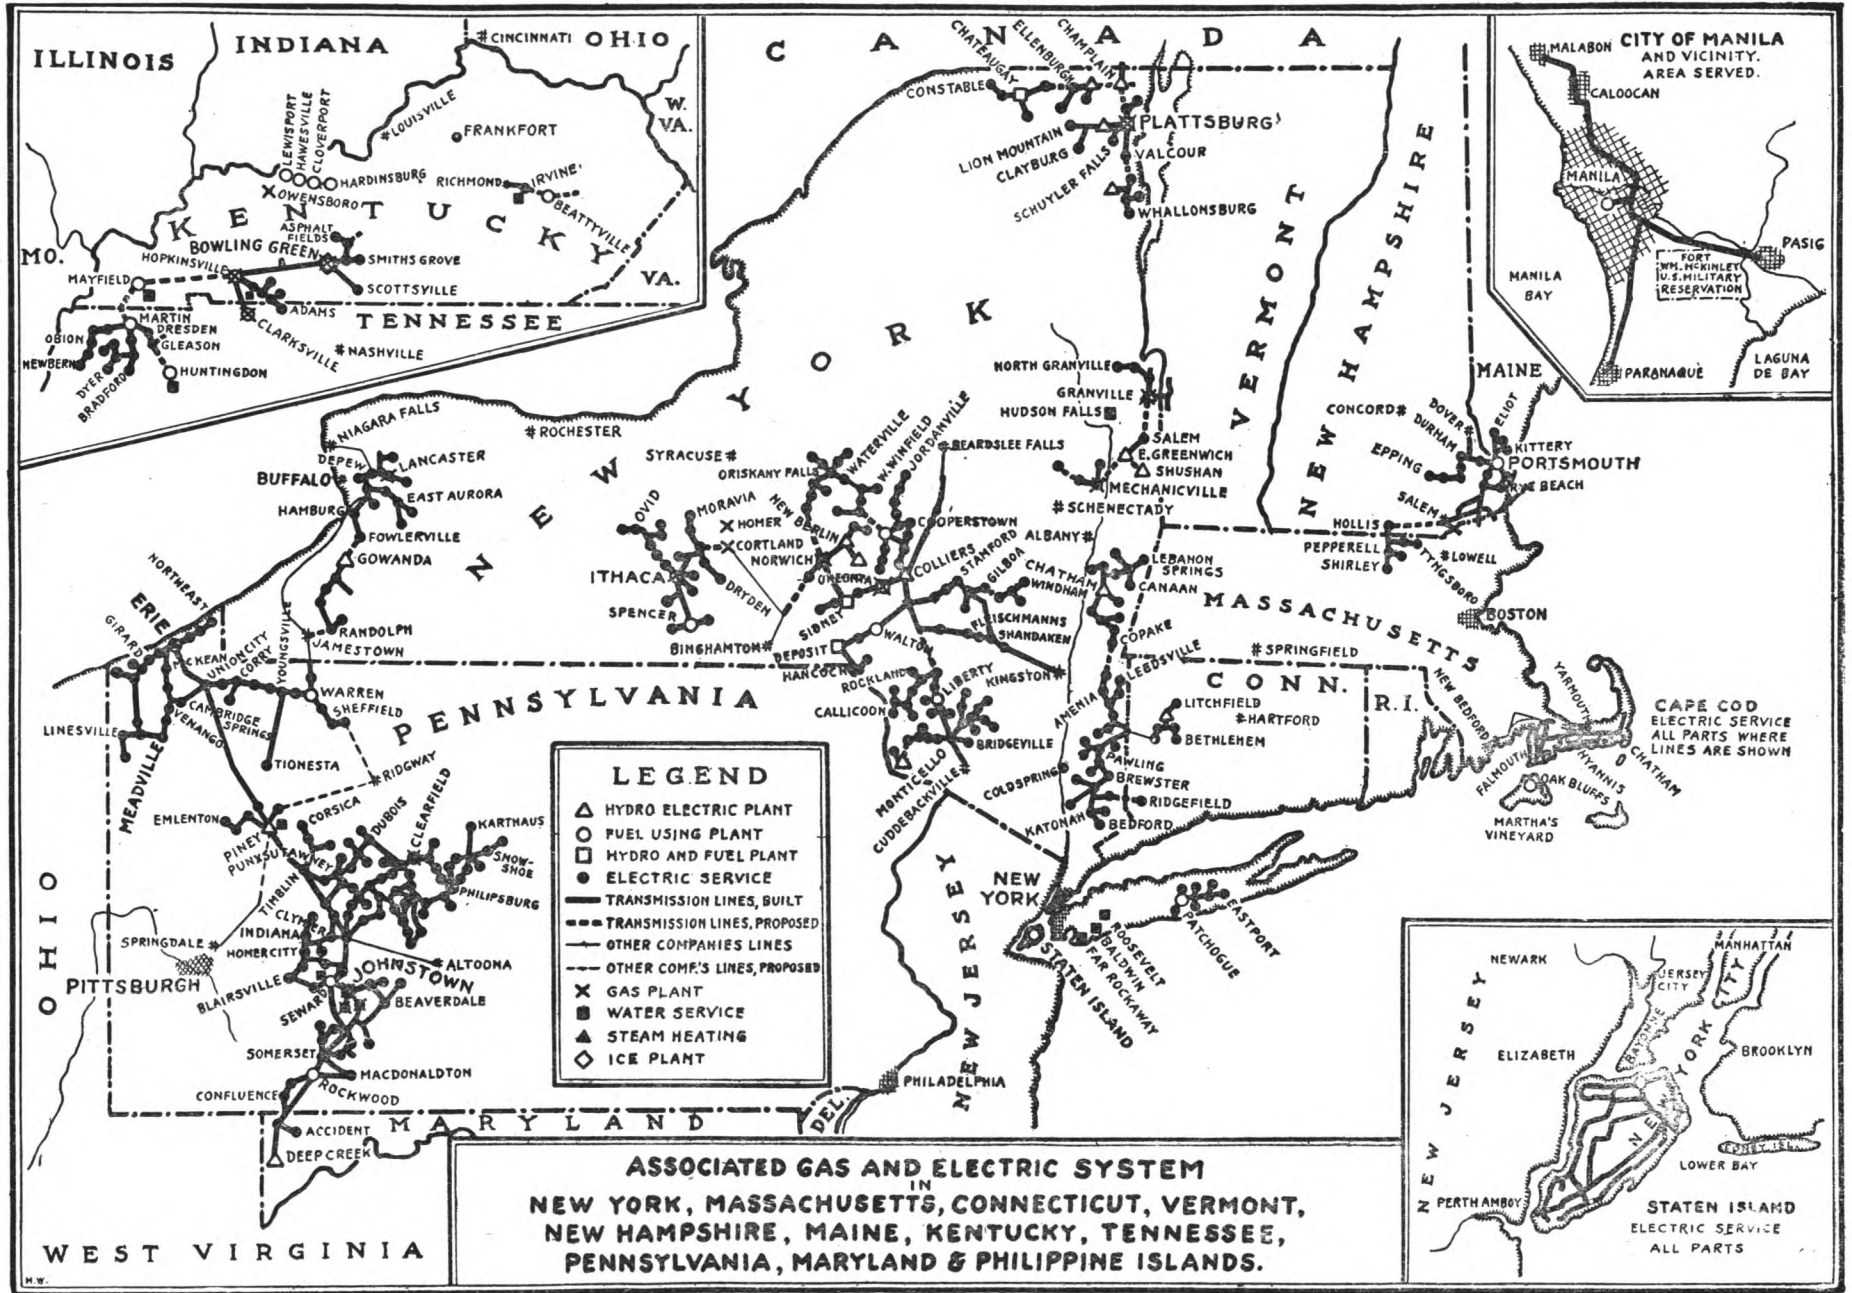 ILLINOIS
INDIANA
OHIO
#CINCINNATI
W.
VA.
LEWISPORT
HAWESVILLE
CLOVERPORT
#LOUISVILLE
FRANKFORT
HARDINSBURG
OWENSBORO
RICHMOND
IRVINE
BEATTYVILLE
KENTUCKY
ASPHALT
FIELDS
BOWLING GREEN
SMITHS GROVE
SCOTTSVILLE
MO.
HOPKINSVILLE
MAYFIELD
VA.
ADAMS
TENNESSEE
MARTIN
DRESDEN
GLEASON
CLARKSVILLE
#NASHVILLE
OBION
NEWBERN
DYER
BRADFORD
HUNTINGDON
CANADA
CONSTABLE
CHATEAUGAY
ELLENBURGH
CHAMPLAIN
PLATTSBURG
LION MOUNTAIN
CLAYBURG
SCHUYLER FALLS
VALCOUR
WHALLONSBURG
VERMONT
NEW HAMPSHIRE
MAINE
CITY OF MANILA
AND VICINITY.
AREA SERVED.
MALABON
CALOOCAN
MANILA
PASIG
FORT
WM. McKINLEY
U.S. MILITARY
RESERVATION
MANILA
BAY
PARANAQUE
LAGUNA
DE BAY
NEW YORK
#NIAGARA FALLS
#ROCHESTER
DEPEW
LANCASTER
BUFFALO
EAST AURORA
HAMBURG
FOWLERVILLE
GOWANDA
RANDOLPH
JAMESTOWN
SYRACUSE#
ORISKANY FALLS
WATERVILLE
W. WINFIELD
JORDANVILLE
BEARDSLEE FALLS
OVID
MORAVIA
HOMER
CORTLAND
NEW BERLIN
NORWICH
COOPERSTOWN
ITHACA
SPENCER
DRYDEN
BINGHAMTON#
ONEONTA
SIDNEY
COLLIERS
STAMFORD
GILBOA
WINDHAM
FLEISCHMANNS
SHANDAKEN
WALTON
DEPOSIT
HANCOCK
ROCKLAND
LIBERTY
KINGSTON
CALLICOON
BRIDGEVILLE
MONTICELLO
CUDDEBACKVILLE
NORTH GRANVILLE
GRANVILLE
HUDSON FALLS
SALEM
E. GREENWICH
SHUSHAN
MECHANICVILLE
#SCHENECTADY
ALBANY#
LEBANON
SPRINGS
CHATHAM
CANAAN
COPAKE
LEEDSVILLE
AMENIA
PAWLING
COLDSPRING
BREWSTER
RIDGEFIELD
KATONAH
BEDFORD
CONCORD#
DOVER
DURHAM
EPPING
ELIOT
KITTERY
PORTSMOUTH
RYE BEACH
SALEM
HOLLIS
PEPPERELL
SHIRLEY
TYNGSBORO
#LOWELL
MASSACHUSETTS
BOSTON
#SPRINGFIELD
CONN.
R.I.
LITCHFIELD
#HARTFORD
BETHLEHEM
NEW BEDFORD
YARMOUTH
CAPE COD
ELECTRIC SERVICE
ALL PARTS WHERE
LINES ARE SHOWN
FALMOUTH
HYANNIS
CHATHAM
OAK BLUFFS
MARTHA'S
VINEYARD
NORTHEAST
ERIE
GIRARD
McKEAN
UNION CITY
CORRY
YOUNGSVILLE
WARREN
SHEFFIELD
CAMBRIDGE
SPRINGS
VENANGO
LINESVILLE
MEADVILLE
TIONESTA
PENNSYLVANIA
RIDGWAY
EMLENTON
CORSICA
PINEY
PUNXSUTAWNEY
DUBOIS
CLEARFIELD
KARTHAUS
SNOW-
SHOE
PHILIPSBURG
TIMBLIN
CLYMER
INDIANA
HOMER CITY
SPRINGDALE
PITTSBURGH
BLAIRSVILLE
JOHNSTOWN
ALTOONA
SEWARD
BEAVERDALE
SOMERSET
MACDONALDTON
CONFLUENCE
ROCKWOOD
ACCIDENT
DEEP CREEK
MARYLAND
OHIO
WEST VIRGINIA
H.W.
DEL.
PHILADELPHIA
NEW JERSEY
NEW
YORK
STATEN ISLAND
ROOSEVELT
BALDWIN
FAR ROCKAWAY
PATCHOGUE
EASTPORT
LEGEND
HYDRO ELECTRIC PLANT
FUEL USING PLANT
HYDRO AND FUEL PLANT
ELECTRIC SERVICE
TRANSMISSION LINES, BUILT
TRANSMISSION LINES, PROPOSED
OTHER COMPANIES LINES
OTHER COMP.'S LINES, PROPOSED
GAS PLANT
WATER SERVICE
STEAM HEATING
ICE PLANT
NEWARK
MANHATTAN
JERSEY
CITY
NEW YORK CITY
BAYONNE
ELIZABETH
BROOKLYN
NEW JERSEY
LOWER BAY
PERTH AMBOY
STATEN ISLAND
ELECTRIC SERVICE
ALL PARTS
ASSOCIATED GAS AND ELECTRIC SYSTEM
IN
NEW YORK, MASSACHUSETTS, CONNECTICUT, VERMONT,
NEW HAMPSHIRE, MAINE, KENTUCKY, TENNESSEE,
PENNSYLVANIA, MARYLAND & PHILIPPINE ISLANDS.